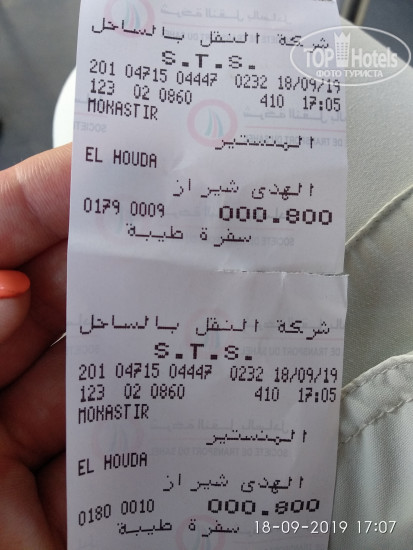 TOPHotels
ФОТО ТУРИСТА
شركة النقل بالساحل
S.T.S.
201 04715 04447 0232 18/09/19
123 02 0860 410 17:05
MONASTIR
المنستير
EL HOUDA
الهدى شيراز
0179 0009 000.800
سفرة طيبة
شركة النقل بالساحل
S.T.S.
201 04715 04447 0232 18/09/19
123 02 0860 410 17:05
MONASTIR
المنستير
EL HOUDA
الهدى شيراز
0180 0010 000.800
سفرة طيبة
18-09-2019 17:07